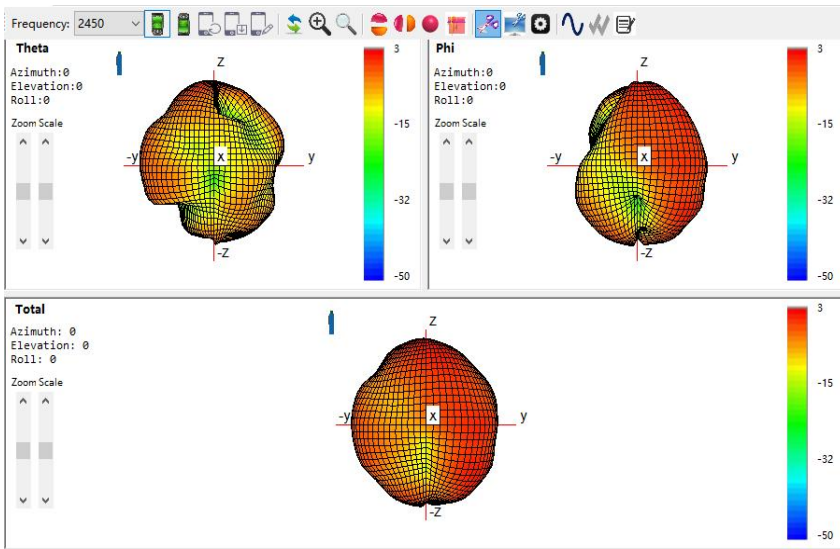 Frequency: 2450
Theta
Azimuth:0
Elevation:0
Roll:0
Zoom Scale
Z
-y
X
y
-Z
3
-15
-32
-50
Phi
Azimuth:0
Elevation:0
Roll:0
Zoom Scale
Z
-y
X
y
-Z
3
-15
-32
-50
Total
Azimuth: 0
Elevation: 0
Roll: 0
Zoom Scale
Z
-y
X
y
-Z
3
-15
-32
-50